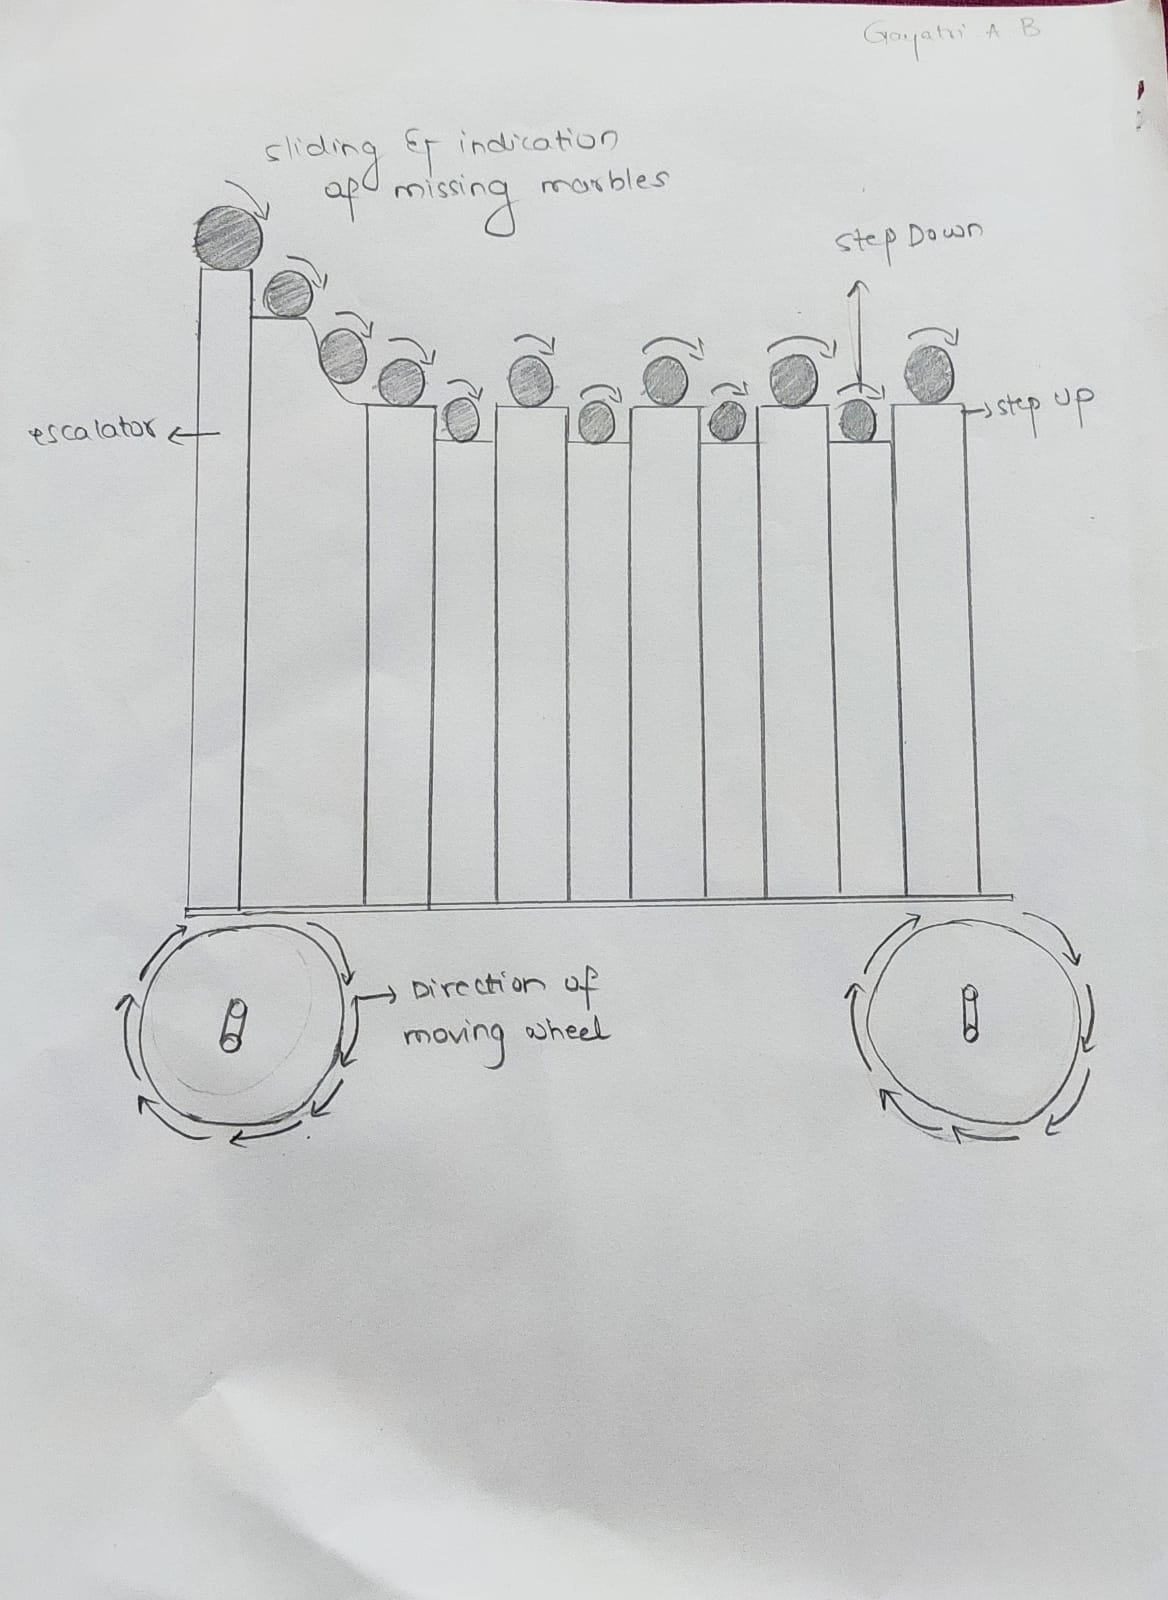 Gayatri A B
sliding & indication
of missing marbles
step Down
escalator
step up
Direction of
moving wheel